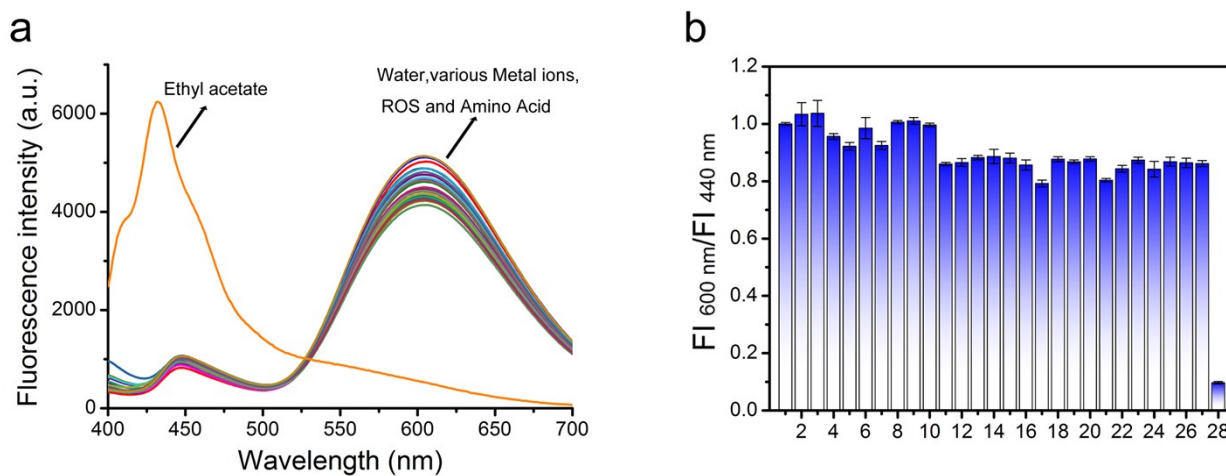 a
Fluorescence intensity (a.u.)
6000
4000
2000
0
Ethyl acetate
Water,various Metal ions,
ROS and Amino Acid
400 450 500 550 600 650 700
Wavelength (nm)
b
FI 600 nm/FI 440 nm
1.2
1.0
0.8
0.6
0.4
0.2
0.0
2 4 6 8 10 12 14 16 18 20 22 24 26 28